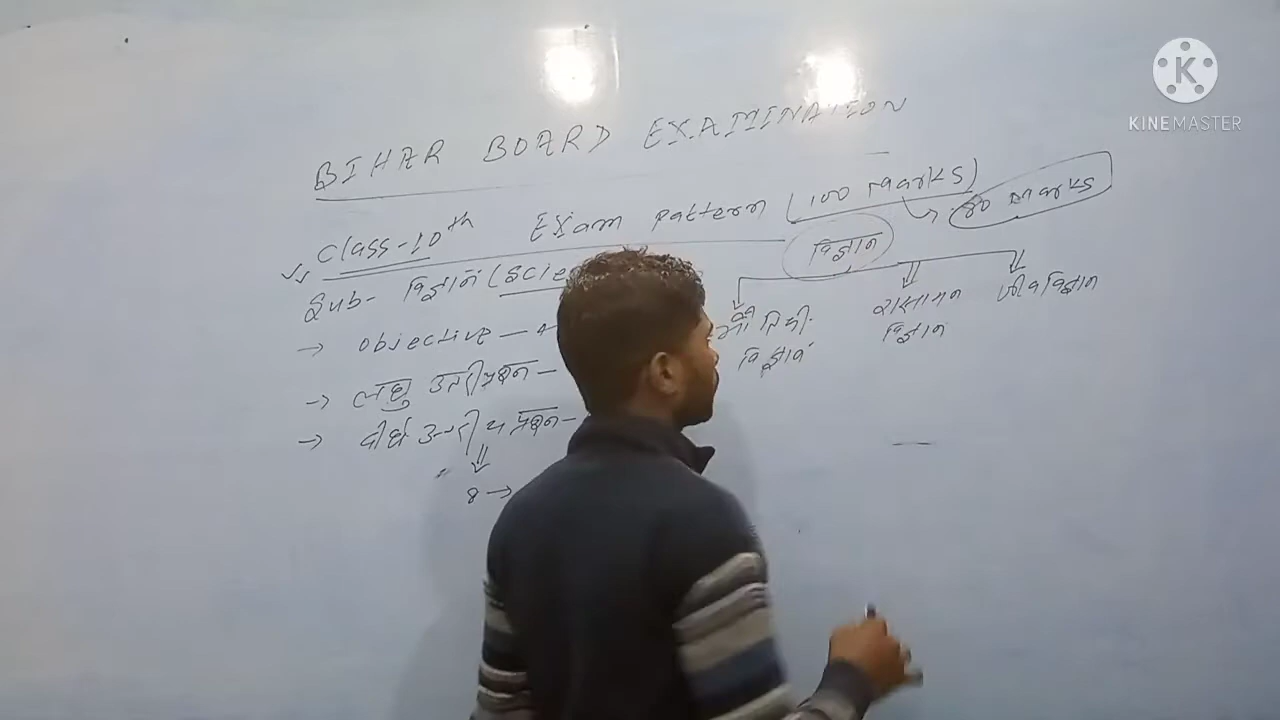 KINEMASTER
BIHAR BOARD EXAMINATION
Class-10th Exam Pattern (100 marks) → 80 marks
Sub- विज्ञान (Scie
विज्ञान
→ objective —
→ लघु उत्तरीय प्रश्न —
→ दीर्घ उत्तरीय प्रश्न —
8 →
भौतिकी विज्ञान
रसायन विज्ञान
जीव विज्ञान